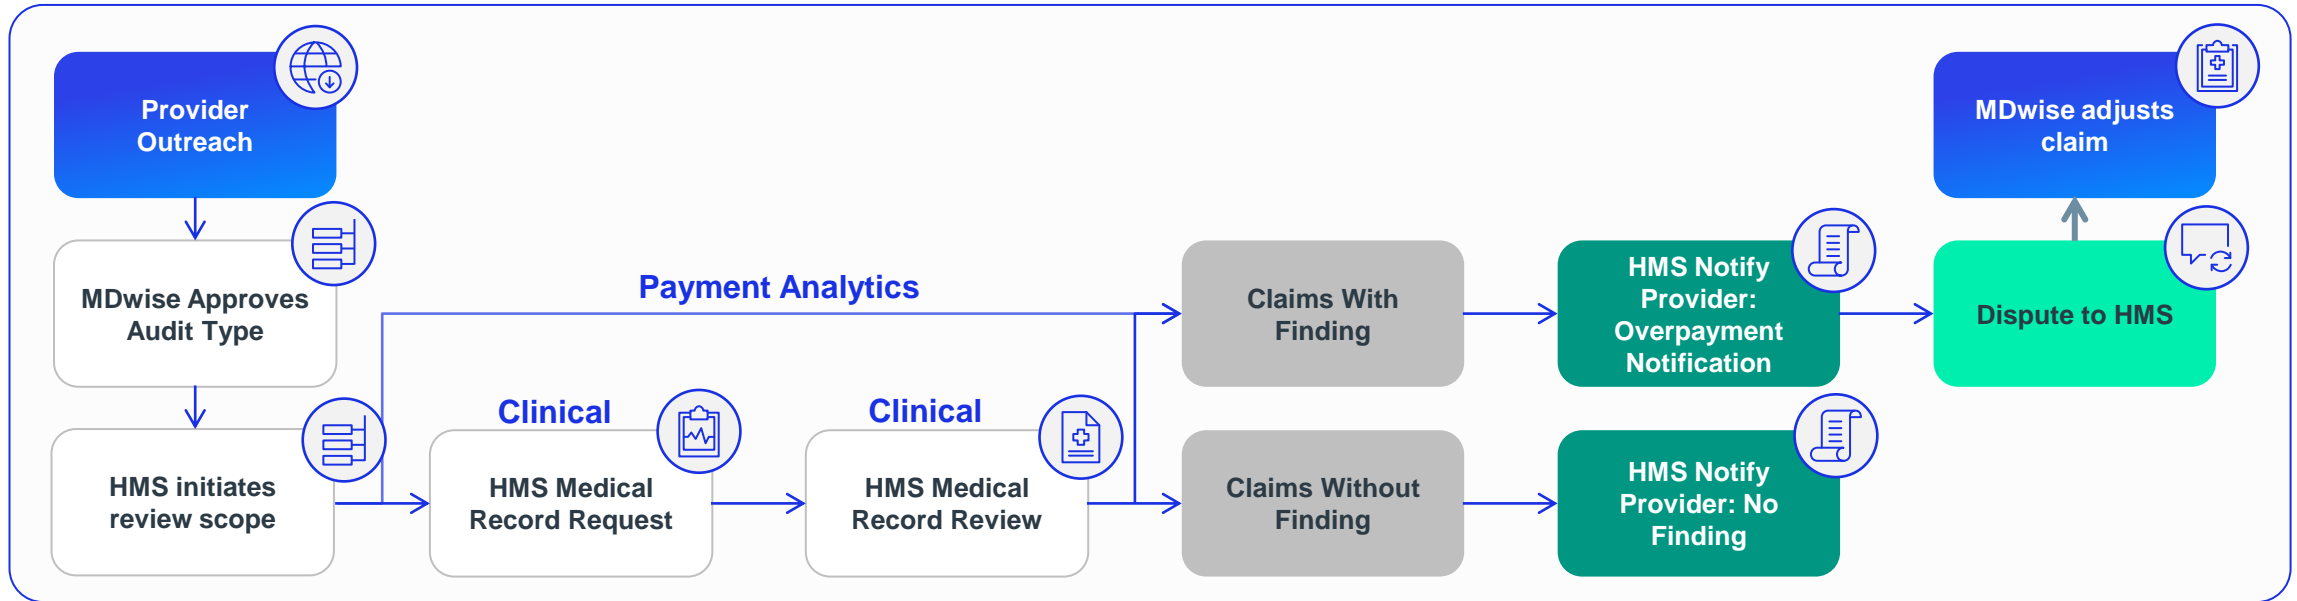 Provider
Outreach
MDwise adjusts
claim
MDwise Approves
Audit Type
Payment Analytics
Claims With
Finding
HMS Notify
Provider:
Overpayment
Notification
Dispute to HMS
HMS initiates
review scope
Clinical
HMS Medical
Record Request
Clinical
HMS Medical
Record Review
Claims Without
Finding
HMS Notify
Provider: No
Finding